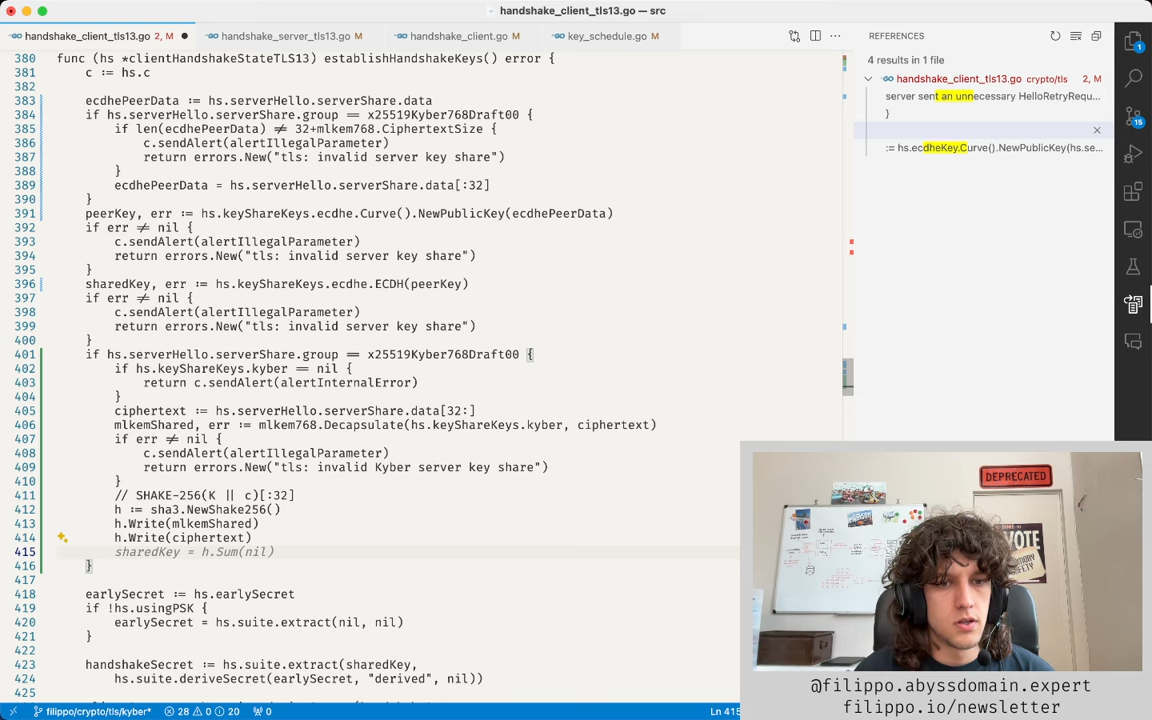 handshake_client_tls13.go — src
handshake_client_tls13.go 2, M
handshake_server_tls13.go M
handshake_client.go M
key_schedule.go M
380 func (hs *clientHandshakeStateTLS13) establishHandshakeKeys() error {
381 c := hs.c
382
383 ecdhePeerData := hs.serverHello.serverShare.data
384 if hs.serverHello.serverShare.group == x25519Kyber768Draft00 {
385 if len(ecdhePeerData) ≠ 32+mlkem768.CiphertextSize {
386 c.sendAlert(alertIllegalParameter)
387 return errors.New("tls: invalid server key share")
388 }
389 ecdhePeerData = hs.serverHello.serverShare.data[:32]
390 }
391 peerKey, err := hs.keyShareKeys.ecdhe.Curve().NewPublicKey(ecdhePeerData)
392 if err ≠ nil {
393 c.sendAlert(alertIllegalParameter)
394 return errors.New("tls: invalid server key share")
395 }
396 sharedKey, err := hs.keyShareKeys.ecdhe.ECDH(peerKey)
397 if err ≠ nil {
398 c.sendAlert(alertIllegalParameter)
399 return errors.New("tls: invalid server key share")
400 }
401 if hs.serverHello.serverShare.group == x25519Kyber768Draft00 {
402 if hs.keyShareKeys.kyber == nil {
403 return c.sendAlert(alertInternalError)
404 }
405 ciphertext := hs.serverHello.serverShare.data[32:]
406 mlkemShared, err := mlkem768.Decapsulate(hs.keyShareKeys.kyber, ciphertext)
407 if err ≠ nil {
408 c.sendAlert(alertIllegalParameter)
409 return errors.New("tls: invalid Kyber server key share")
410 }
411 // SHAKE-256(K || c)[:32]
412 h := sha3.NewShake256()
413 h.Write(mlkemShared)
414 h.Write(ciphertext)
415 sharedKey = h.Sum(nil)
416 }
417
418 earlySecret := hs.earlySecret
419 if !hs.usingPSK {
420 earlySecret = hs.suite.extract(nil, nil)
421 }
422
423 handshakeSecret := hs.suite.extract(sharedKey,
424 hs.suite.deriveSecret(earlySecret, "derived", nil))
425
REFERENCES
4 results in 1 file
handshake_client_tls13.go crypto/tls 2, M
server sent an unnecessary HelloRetryRequ...
}
:= hs.ecdheKey.Curve().NewPublicKey(hs.se...
1
15
DEPRECATED
VOTE
@filippo.abyssdomain.expert
filippo.io/newsletter
filippo/crypto/tls/kyber* 28 0 20 0
Ln 415